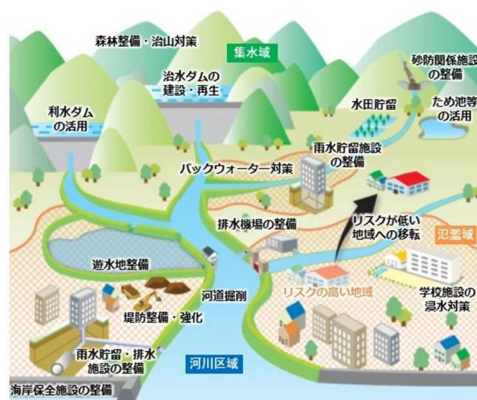 森林整備・治山対策
集水域
砂防関係施設
の整備
治水ダムの
建設・再生
水田貯留
ため池等
の活用
利水ダム
の活用
雨水貯留施設
の整備
バックウォーター対策
排水機場の整備
リスクが低い
地域への移転
氾濫域
遊水地整備
リスクの高い地域
学校施設の
浸水対策
河道掘削
堤防整備・強化
雨水貯留・排水
施設の整備
河川区域
海岸保全施設の整備